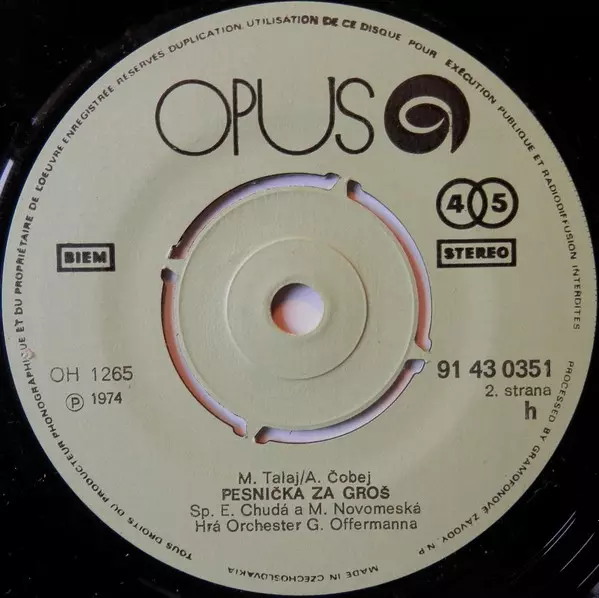 TOUS DROITS DU PRODUCTEUR PHONOGRAPHIQUE ET DU PROPRIÉTAIRE DE L'OEUVRE ENREGISTRÉE RÉSERVÉS DUPLICATION, UTILISATION DE CE DISQUE POUR EXÉCUTION PUBLIQUE ET RADIODIFFUSION INTERDITES
OPUS
45
BIEM
STEREO
OH 1265
91 43 0351
Ⓟ 1974
2. strana
h
M. Talaj/A. Čobej
PESNIČKA ZA GROŠ
Sp. E. Chudá a M. Novomeská
Hrá Orchester G. Offermanna
PROCESSED BY GRAMOFONOVÉ ZÁVODY, N. P.
MADE IN CZECHOSLOVAKIA